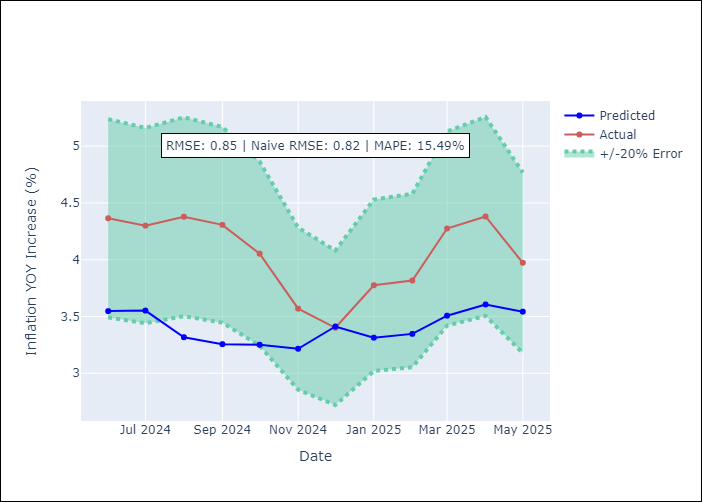 RMSE: 0.85 | Naive RMSE: 0.82 | MAPE: 15.49%
Predicted
Actual
+/-20% Error
Inflation YOY Increase (%)
5
4.5
4
3.5
3
Jul 2024 Sep 2024 Nov 2024 Jan 2025 Mar 2025 May 2025
Date